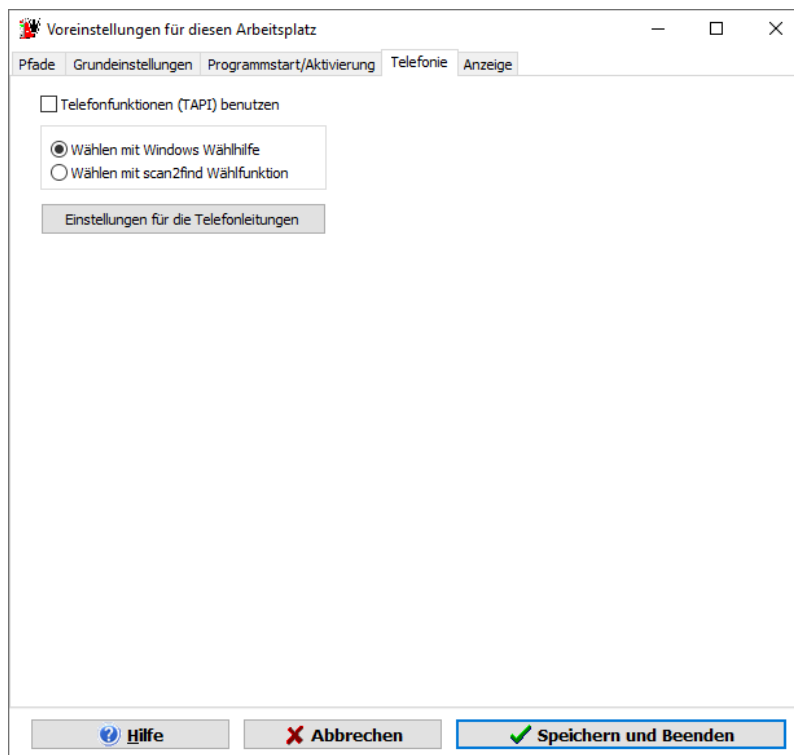 Voreinstellungen für diesen Arbeitsplatz
Pfade Grundeinstellungen Programmstart/Aktivierung Telefonie Anzeige
Telefonfunktionen (TAPI) benutzen
Wählen mit Windows Wählhilfe
Wählen mit scan2find Wählfunktion
Einstellungen für die Telefonleitungen
Hilfe Abbrechen Speichern und Beenden